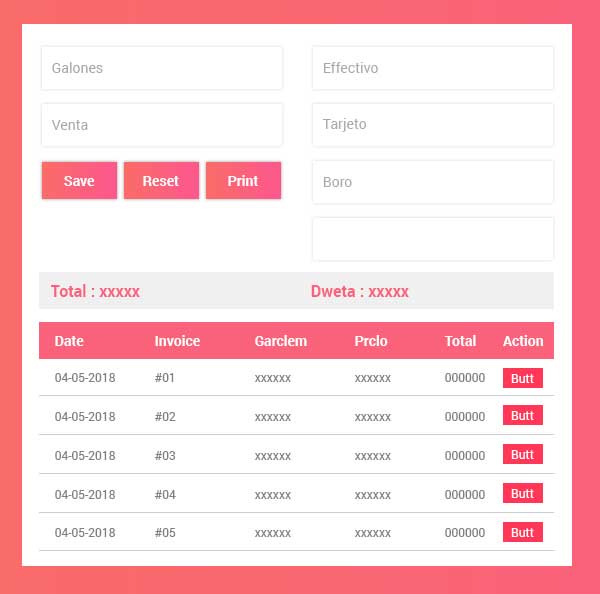 Galones
Effectivo
Venta
Tarjeto
Save Reset Print
Boro
Total : xxxxx Dweta : xxxxx
Date Invoice Garclem Prclo Total Action
04-05-2018 #01 xxxxxx xxxxxx 000000 Butt
04-05-2018 #02 xxxxxx xxxxxx 000000 Butt
04-05-2018 #03 xxxxxx xxxxxx 000000 Butt
04-05-2018 #04 xxxxxx xxxxxx 000000 Butt
04-05-2018 #05 xxxxxx xxxxxx 000000 Butt